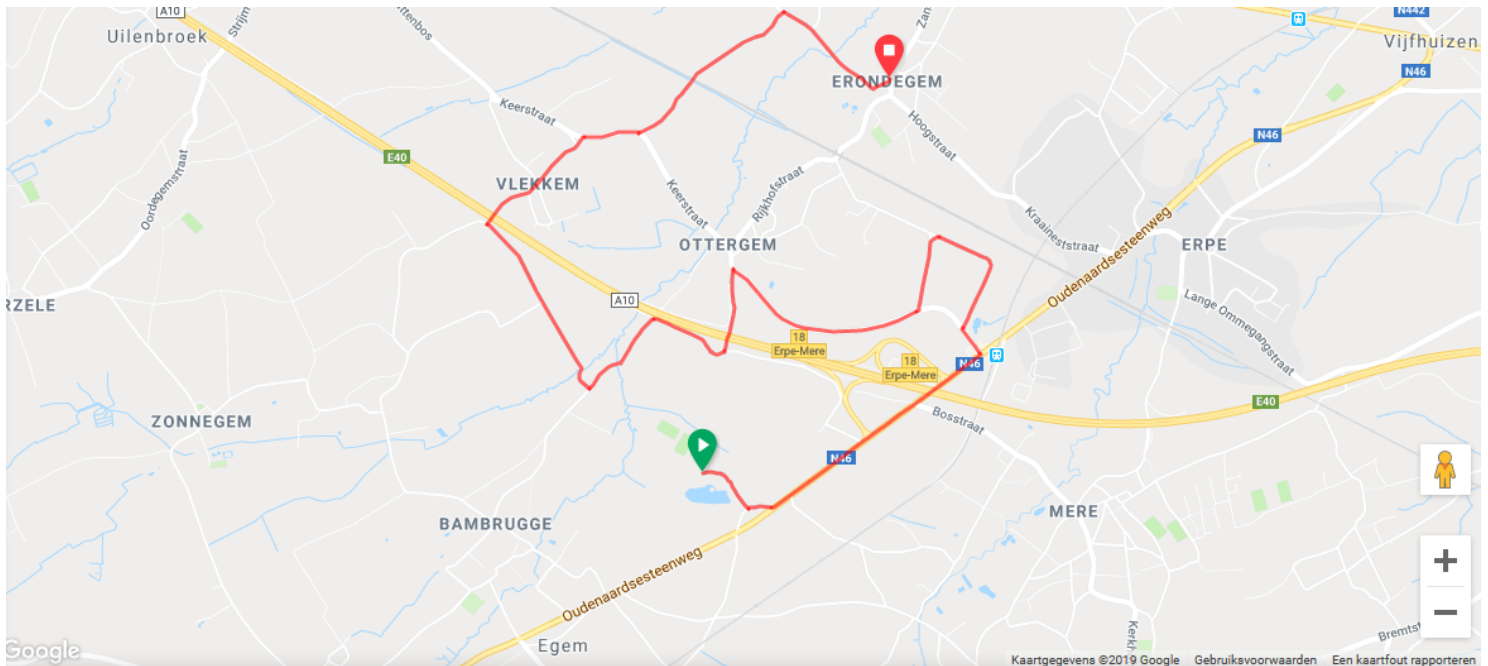 A10
N442
Uilenbroek
Vijfhuizen
N46
ERONDEGEM
Keerstraat
Hoogstraat
N46
E40
Oordegemstraat
VLEKKEM
Keerstraat
Rijkhofstraat
Kraaineststraat
OTTERGEM
ERPE
Oudenaardsesteenweg
A10
RZELE
Lange Ommegangstraat
18
Erpe-Mere
18
Erpe-Mere
N46
E40
Bosstraat
ZONNEGEM
N46
MERE
BAMBRUGGE
Oudenaardsesteenweg
Egem
Google
Kaartgegevens ©2019 Google Gebruiksvoorwaarden Een kaartfout rapporteren